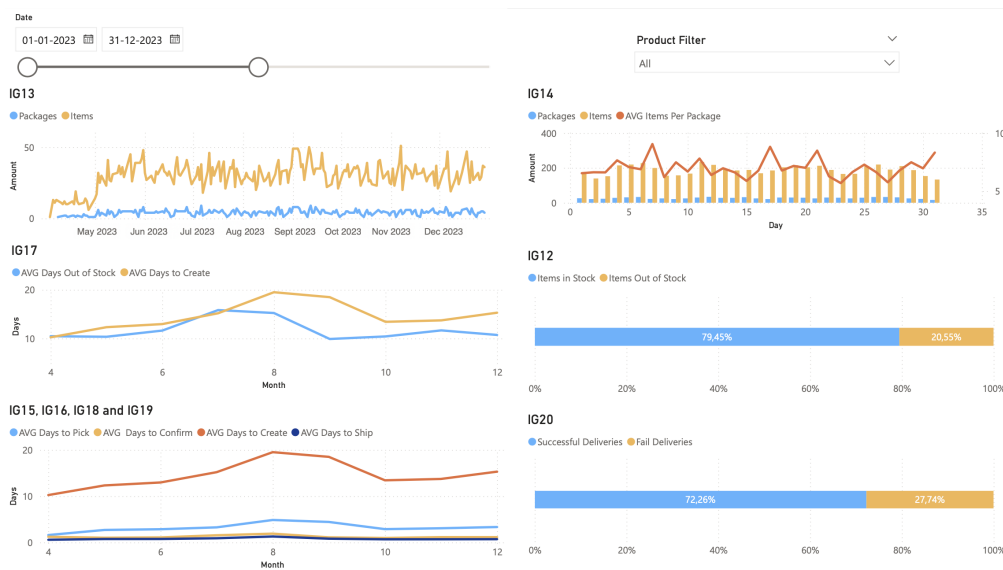 Date
01-01-2023
31-12-2023
Product Filter
All
IG13
Packages Items
Amount
50
0
May 2023 Jun 2023 Jul 2023 Aug 2023 Sept 2023 Oct 2023 Nov 2023 Dec 2023
IG14
Packages Items AVG Items Per Package
Amount
400
200
0
10
5
0 5 10 15 20 25 30 35
Day
IG17
AVG Days Out of Stock AVG Days to Create
Days
20
10
4 6 8 10 12
Month
IG12
Items in Stock Items Out of Stock
79,45% 20,55%
0% 20% 40% 60% 80% 100%
IG15, IG16, IG18 and IG19
AVG Days to Pick AVG Days to Confirm AVG Days to Create AVG Days to Ship
Days
20
10
0
4 6 8 10 12
Month
IG20
Successful Deliveries Fail Deliveries
72,26% 27,74%
0% 20% 40% 60% 80% 100%